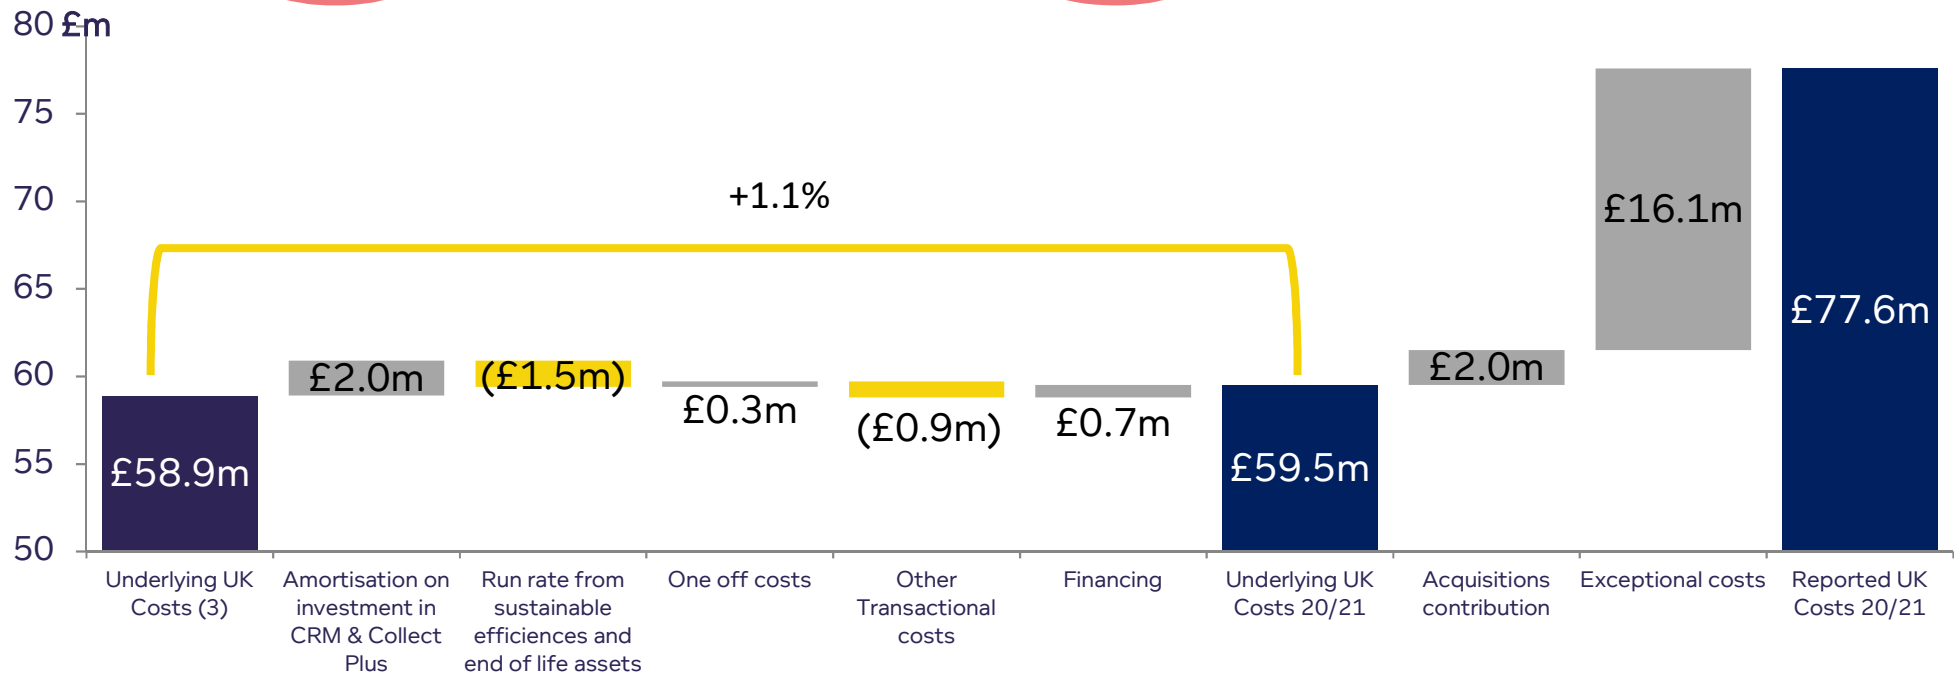 80 £m
75
70
65
60
55
50
+1.1%
£58.9m
£2.0m
(£1.5m)
£0.3m
(£0.9m)
£0.7m
£59.5m
£2.0m
£16.1m
£77.6m
Underlying UK
Costs (3)
Amortisation on
investment in
CRM & Collect
Plus
Run rate from
sustainable
efficiences and
end of life assets
One off costs
Other
Transactional
costs
Financing
Underlying UK
Costs 20/21
Acquisitions
contribution
Exceptional costs
Reported UK
Costs 20/21